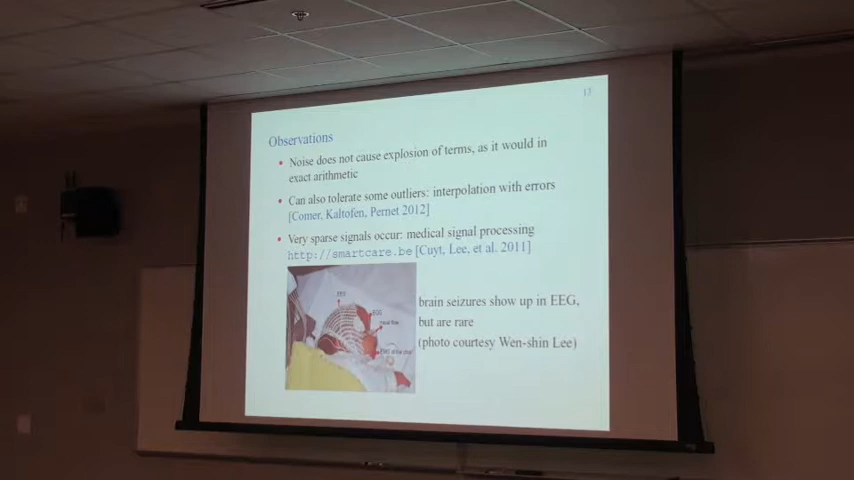 13
Observations
• Noise does not cause explosion of terms, as it would in
exact arithmetic
• Can also tolerate some outliers: interpolation with errors
[Comer, Kaltofen, Pernet 2012]
• Very sparse signals occur: medical signal processing
http://smartcare.be [Cuyt, Lee, et al. 2011]
brain seizures show up in EEG,
but are rare
(photo courtesy Wen-shin Lee)